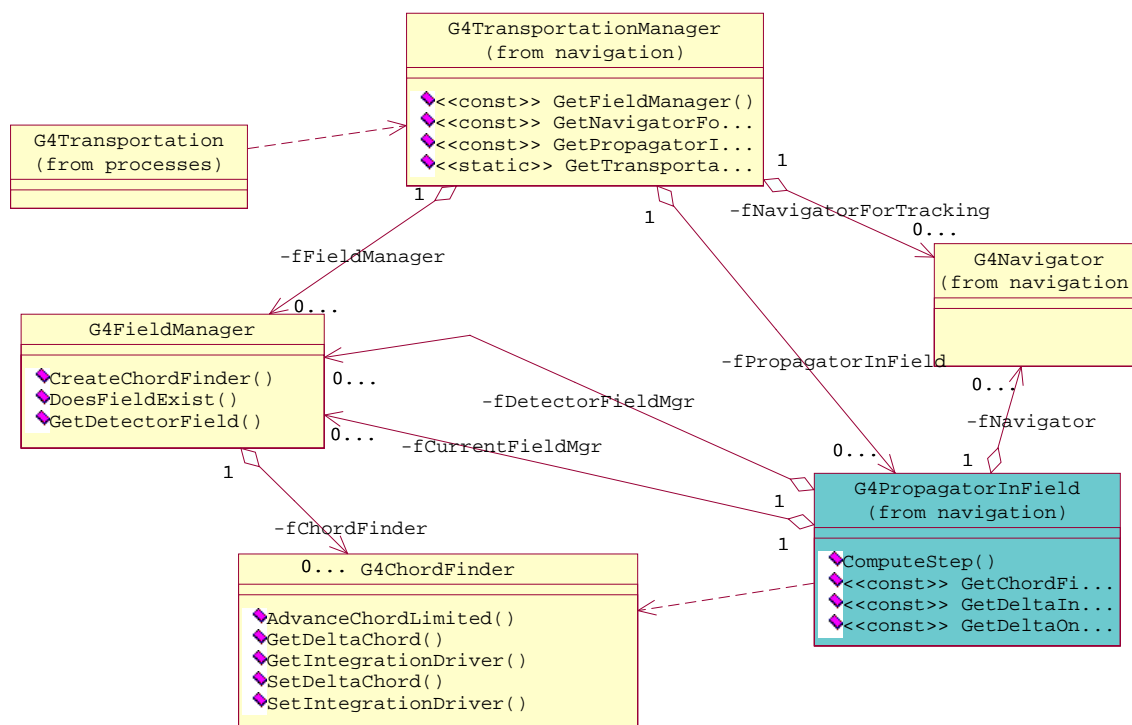 G4TransportationManager
(from navigation)
<<const>> GetFieldManager()
<<const>> GetNavigatorFo...
<<const>> GetPropagatorI...
<<static>> GetTransporta...
G4Transportation
(from processes)
1
1
1
-fNavigatorForTracking
0...
-fFieldManager
0...
G4Navigator
(from navigation
G4FieldManager
CreateChordFinder()
DoesFieldExist()
GetDetectorField()
0...
0...
-fPropagatorInField
0...
-fDetectorFieldMgr
-fCurrentFieldMgr
-fNavigator
0...
1
1
1
1
-fChordFinder
0...
G4PropagatorInField
(from navigation)
ComputeStep()
<<const>> GetChordFi...
<<const>> GetDeltaIn...
<<const>> GetDeltaOn...
G4ChordFinder
AdvanceChordLimited()
GetDeltaChord()
GetIntegrationDriver()
SetDeltaChord()
SetIntegrationDriver()